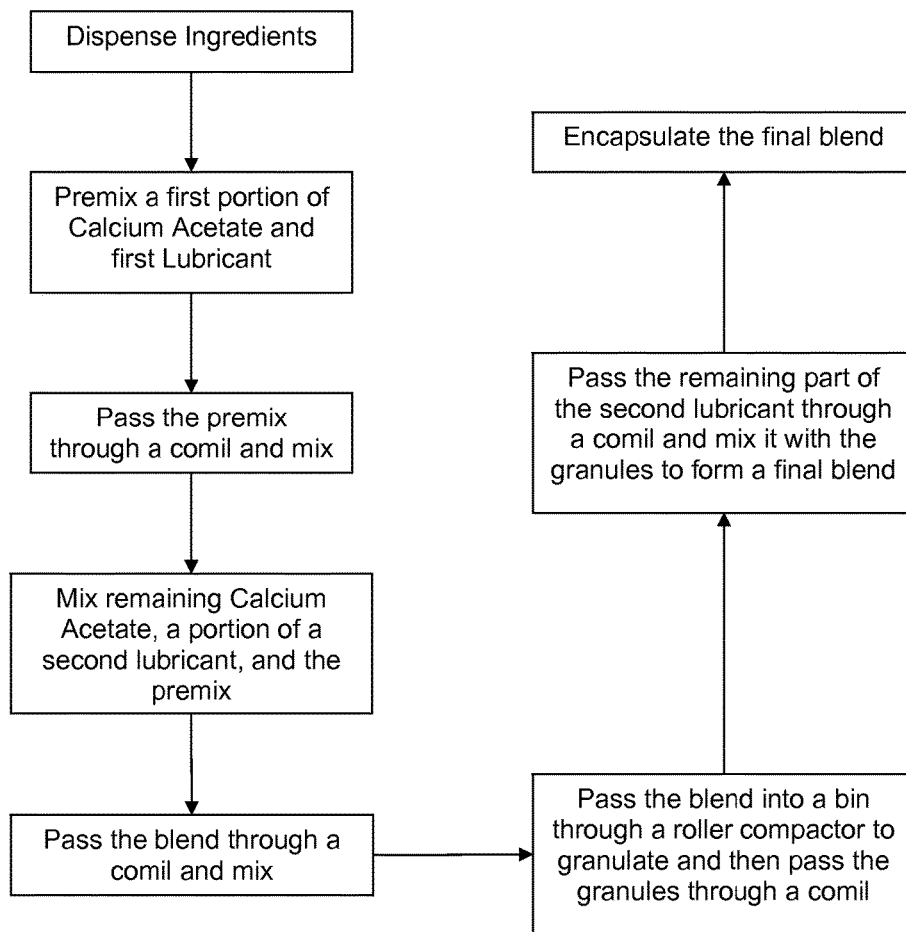 Dispense Ingredients
Premix a first portion of
Calcium Acetate and
first Lubricant
Pass the premix
through a comil and mix
Mix remaining Calcium
Acetate, a portion of a
second lubricant, and the
premix
Pass the blend through a
comil and mix
Pass the blend into a bin
through a roller compactor to
granulate and then pass the
granules through a comil
Pass the remaining part of
the second lubricant through
a comil and mix it with the
granules to form a final blend
Encapsulate the final blend